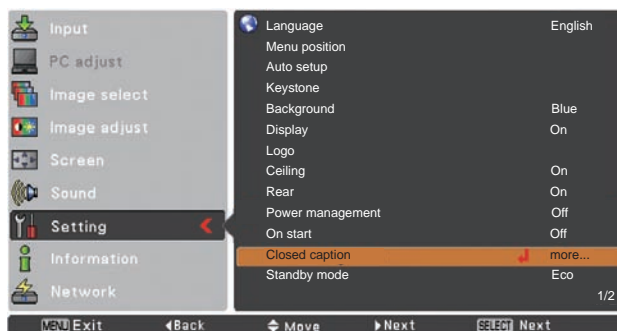 Input
PC adjust
Image select
Image adjust
Screen
Sound
Setting
Information
Network
Language English
Menu position
Auto setup
Keystone
Background Blue
Display On
Logo
Ceiling On
Rear On
Power management Off
On start Off
Closed caption more...
Standby mode Eco
1/2
MENU Exit Back Move Next SELECT Next